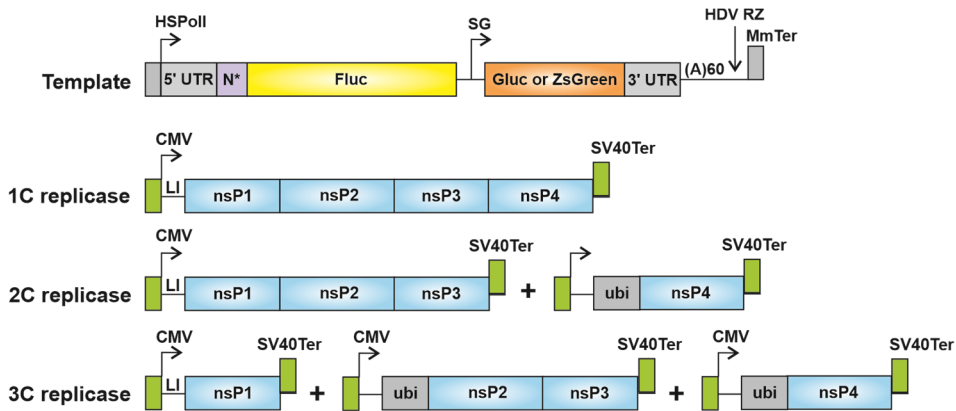 HSPolI SG HDV RZ
MmTer
Template 5' UTR N* Fluc Gluc or ZsGreen 3' UTR (A)60
CMV SV40Ter
1C replicase LI nsP1 nsP2 nsP3 nsP4
CMV SV40Ter SV40Ter
2C replicase LI nsP1 nsP2 nsP3 + ubi nsP4
CMV SV40Ter CMV SV40Ter CMV SV40Ter
3C replicase LI nsP1 + ubi nsP2 nsP3 + ubi nsP4